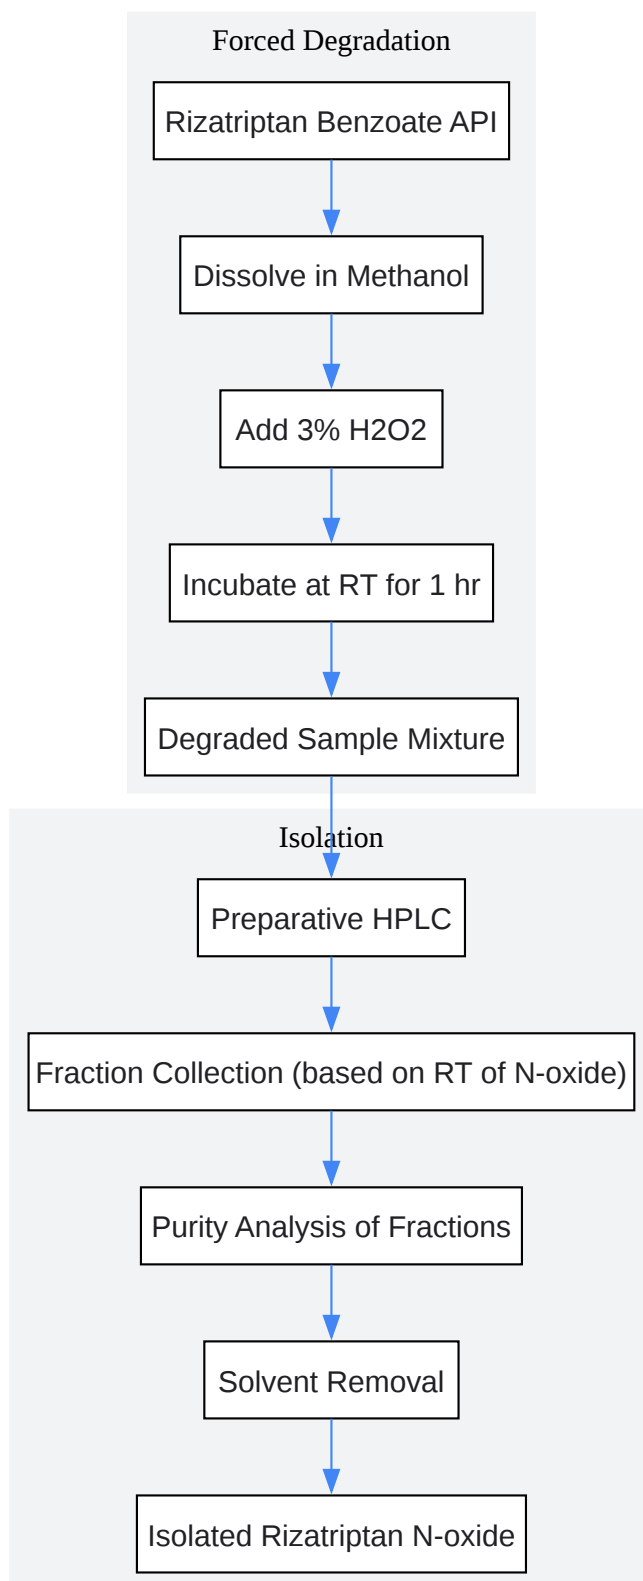 Forced Degradation
Rizatriptan Benzoate API
Dissolve in Methanol
Add 3% H2O2
Incubate at RT for 1 hr
Degraded Sample Mixture
Isolation
Preparative HPLC
Fraction Collection (based on RT of N-oxide)
Purity Analysis of Fractions
Solvent Removal
Isolated Rizatriptan N-oxide